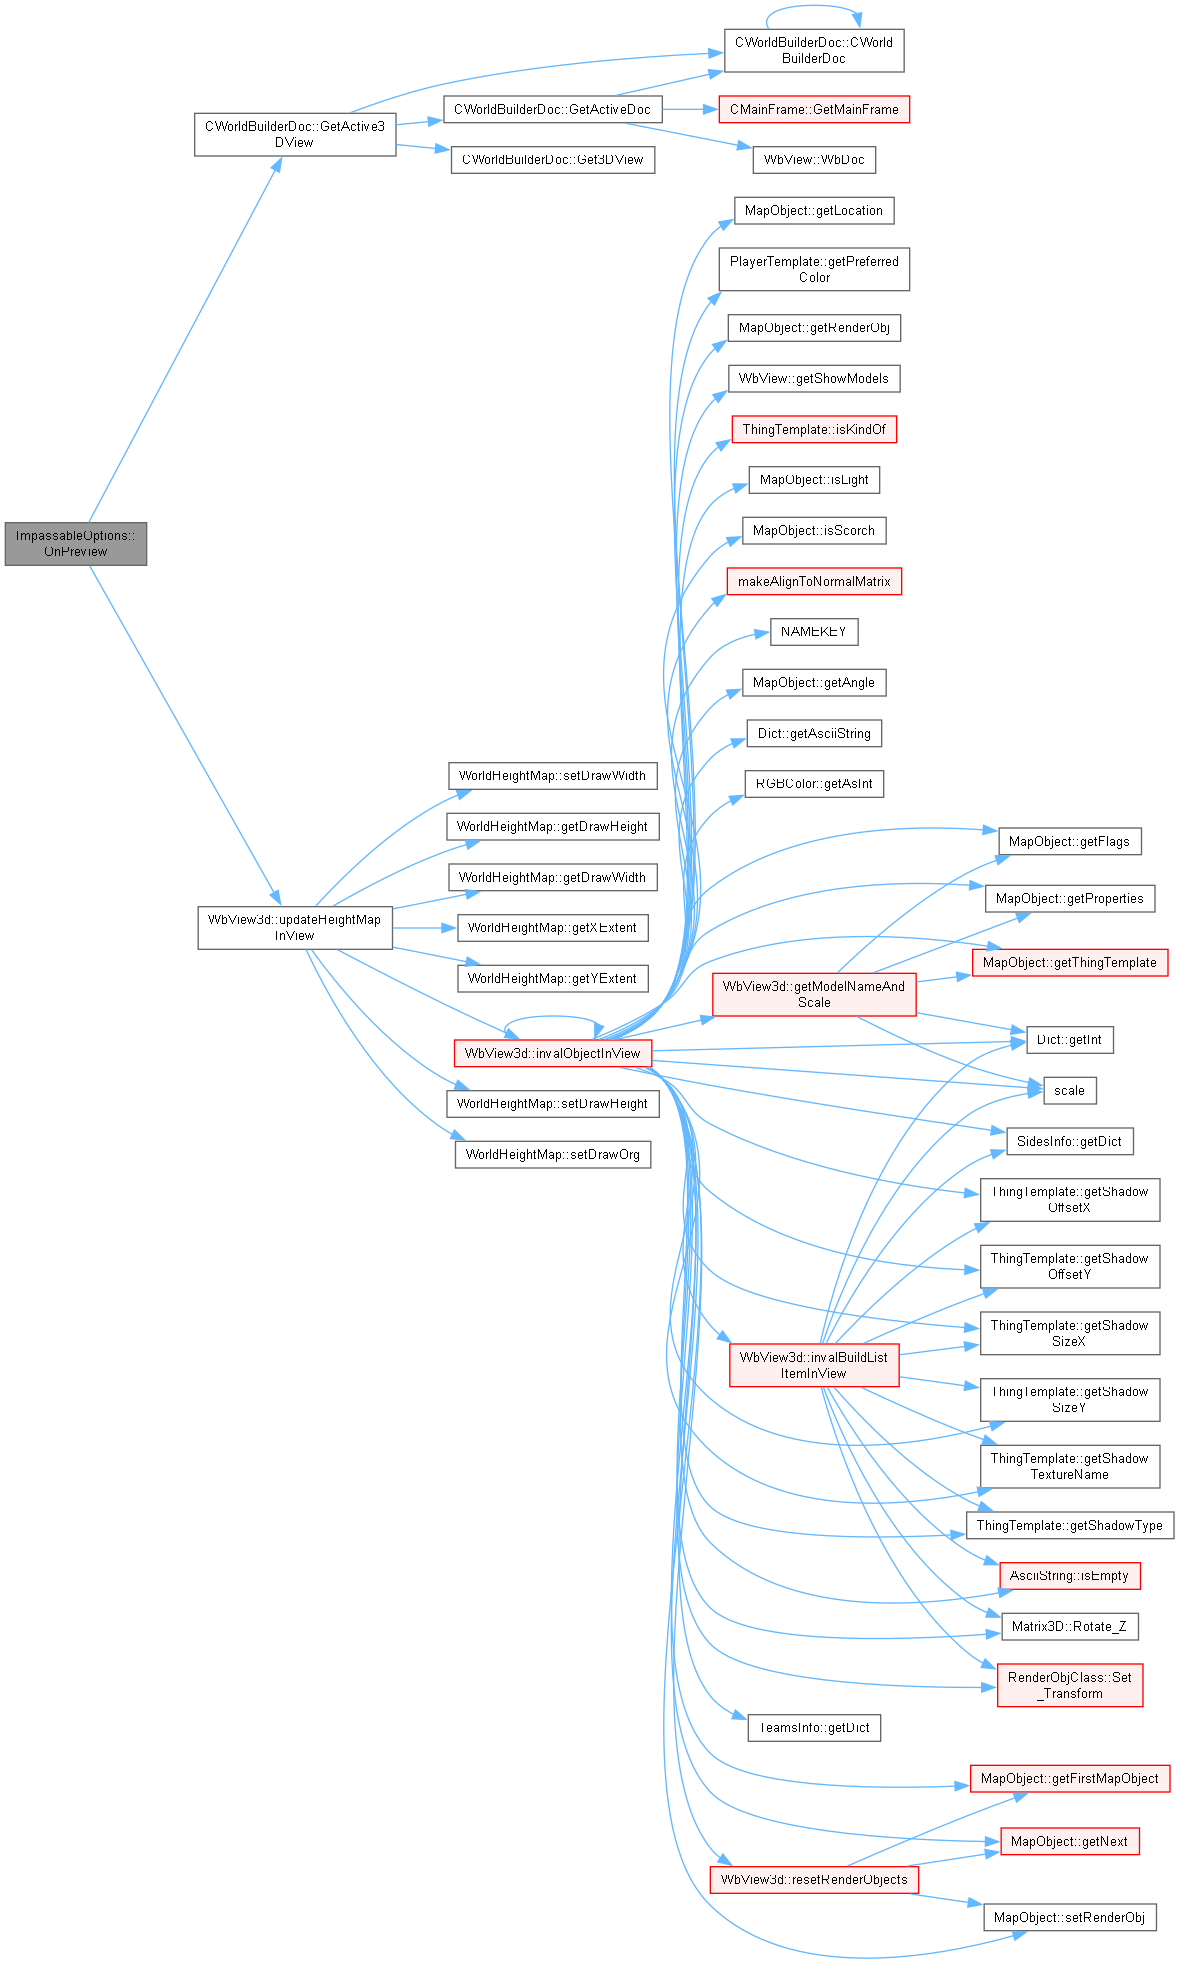 CWorldBuilderDoc::CWorld
BuilderDoc
CWorldBuilderDoc::GetActiveDoc
CMainFrame::GetMainFrame
CWorldBuilderDoc::GetActive3
DView
CWorldBuilderDoc::Get3DView
WbView::WbDoc
MapObject::getLocation
PlayerTemplate::getPreferred
Color
MapObject::getRenderObj
WbView::getShowModels
ThingTemplate::isKindOf
MapObject::isLight
MapObject::isScorch
ImpassableOptions::
OnPreview
makeAlignToNormalMatrix
NAMEKEY
MapObject::getAngle
Dict::getAsciiString
WorldHeightMap::setDrawWidth
RGBColor::getAsInt
WorldHeightMap::getDrawHeight
MapObject::getFlags
WorldHeightMap::getDrawWidth
MapObject::getProperties
WbView3d::updateHeightMap
InView
WorldHeightMap::getXExtent
MapObject::getThingTemplate
WorldHeightMap::getYExtent
WbView3d::getModelNameAnd
Scale
Dict::getInt
WbView3d::invalObjectInView
scale
WorldHeightMap::setDrawHeight
SidesInfo::getDict
WorldHeightMap::setDrawOrg
ThingTemplate::getShadow
OffsetX
ThingTemplate::getShadow
OffsetY
ThingTemplate::getShadow
SizeX
WbView3d::invalBuildList
ItemInView
ThingTemplate::getShadow
SizeY
ThingTemplate::getShadow
TextureName
ThingTemplate::getShadowType
AsciiString::isEmpty
Matrix3D::Rotate_Z
RenderObjClass::Set
_Transform
TeamsInfo::getDict
MapObject::getFirstMapObject
MapObject::getNext
WbView3d::resetRenderObjects
MapObject::setRenderObj